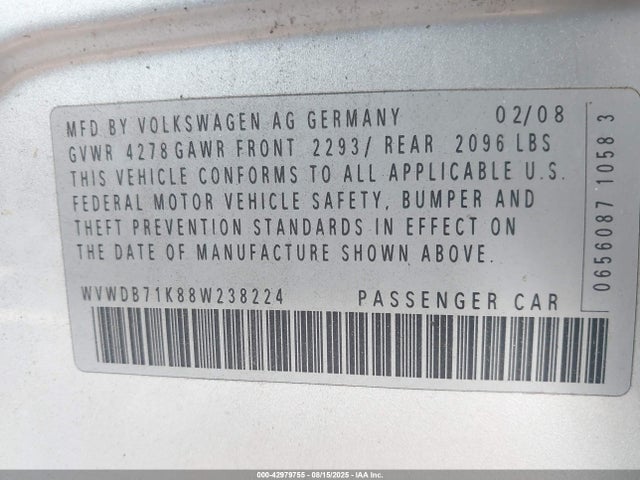 MFD BY VOLKSWAGEN AG GERMANY 02/08
GVWR 4278 GAWR FRONT 2293/ REAR 2096 LBS
THIS VEHICLE CONFORMS TO ALL APPLICABLE U.S.
FEDERAL MOTOR VEHICLE SAFETY, BUMPER AND
THEFT PREVENTION STANDARDS IN EFFECT ON
THE DATE OF MANUFACTURE SHOWN ABOVE.
WVWDB71K88W238224 PASSENGER CAR
0656087 1058 3
000-42979755 - 08/15/2025 - IAA Inc.